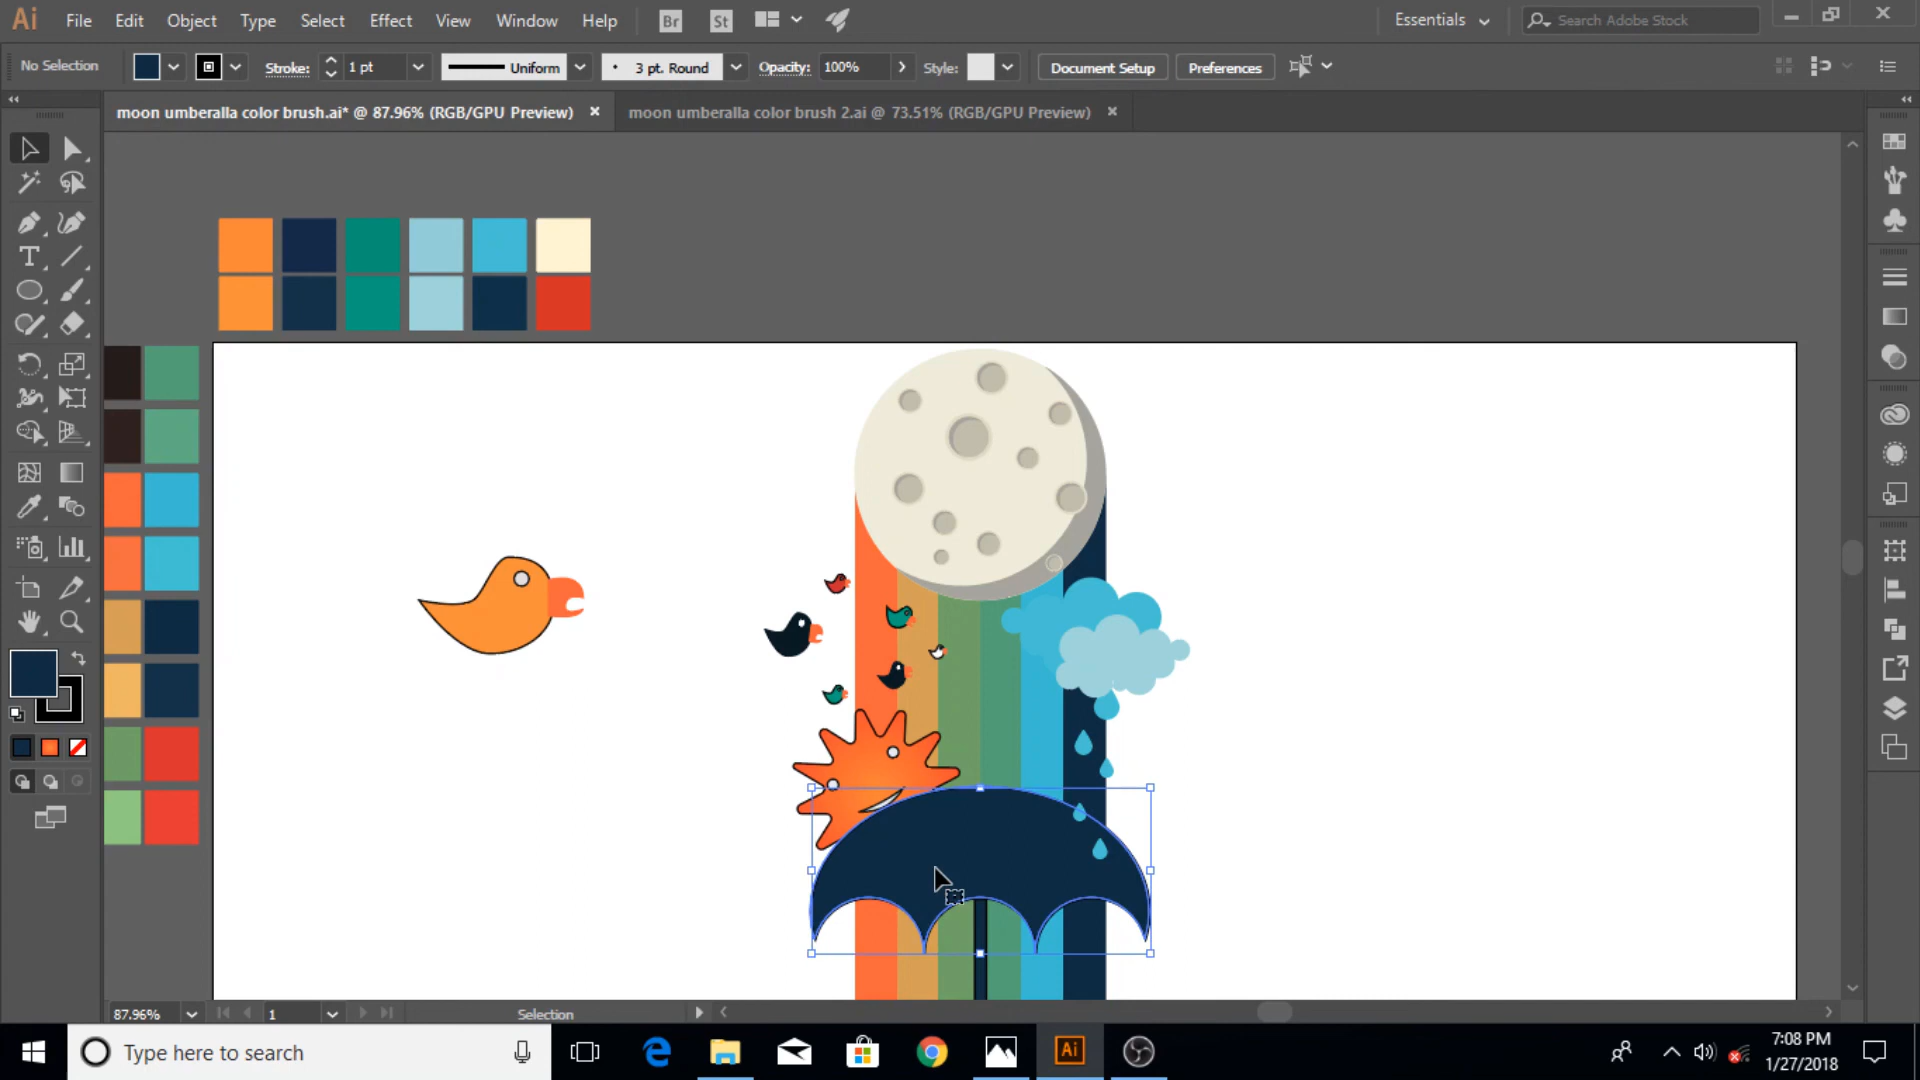 Ai File Edit Object Type Select Effect View Window Help Br St Essentials Search Adobe Stock
No Selection Stroke: 1 pt Uniform 3 pt. Round Opacity: 100% Style: Document Setup Preferences
moon umberalla color brush.ai* @ 87.96% (RGB/GPU Preview) moon umberalla color brush 2.ai @ 73.51% (RGB/GPU Preview)
T
87.96% 1 Selection
Type here to search
Ai
7:08 PM
1/27/2018